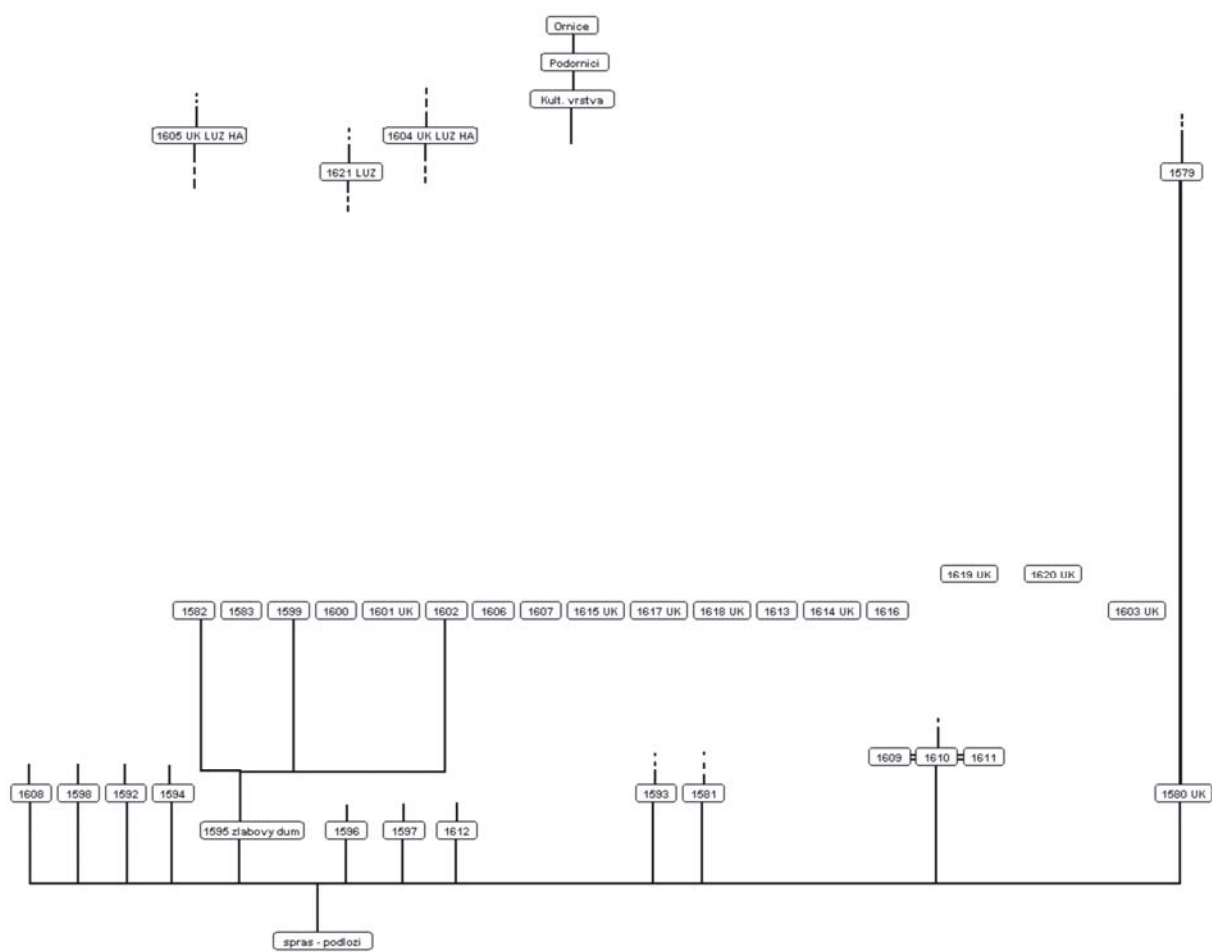 Ornice
Podornici
Kult. vrstva
1605 UK LUZ HA
1604 UK LUZ HA
1621 LUZ
1579
1619 UK
1620 UK
1582
1583
1599
1600
1601 UK
1602
1606
1607
1615 UK
1617 UK
1618 UK
1613
1614 UK
1616
1603 UK
1609
1610
1611
1608
1598
1592
1594
1593
1581
1580 UK
1595 zlabovy dum
1596
1597
1612
spras - podlozi